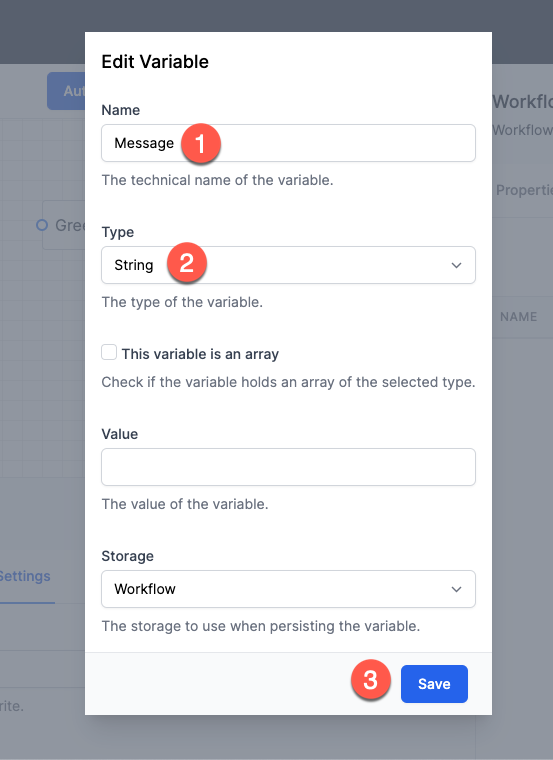 Edit Variable
Workflo
Aut
Name
Message 1
Workflow
The technical name of the variable.
Propertie
Gree
Type
String 2
The type of the variable.
NAME
This variable is an array
Check if the variable holds an array of the selected type.
Value
The value of the variable.
Storage
Settings
Workflow
The storage to use when persisting the variable.
3 Save
rite.